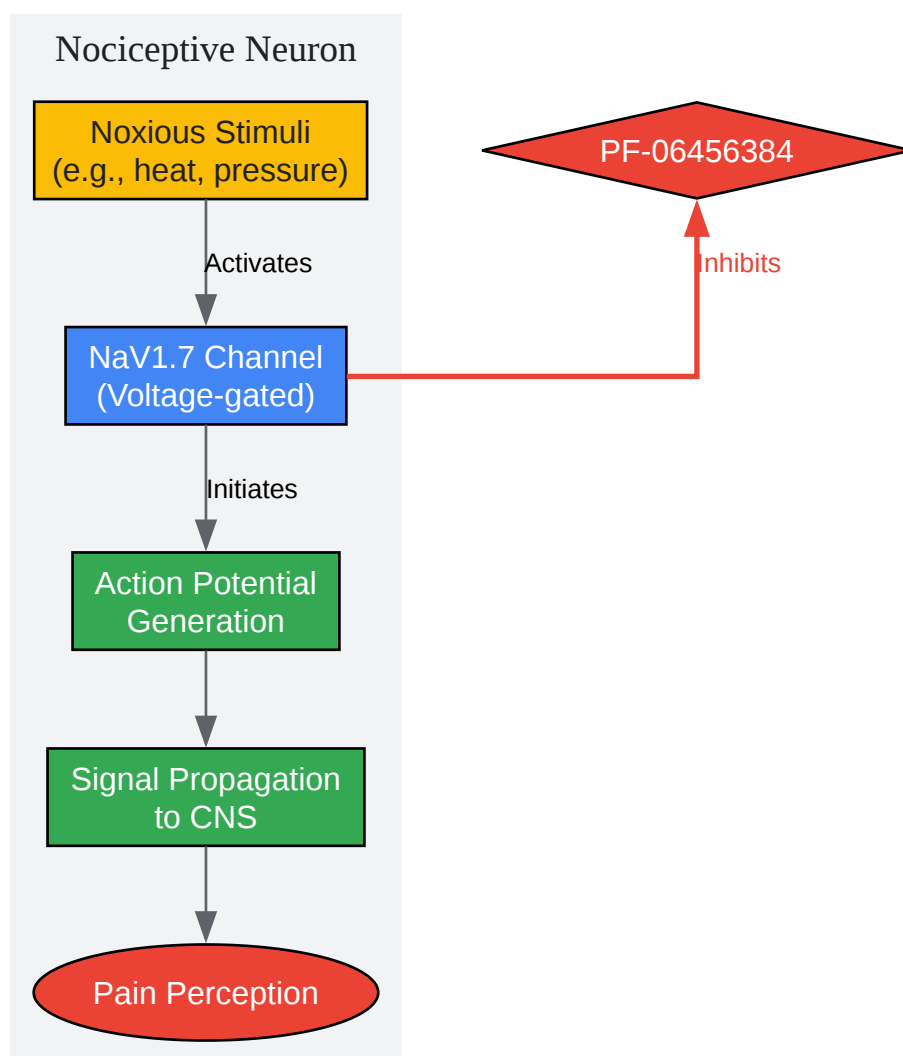 Nociceptive Neuron
Noxious Stimuli
(e.g., heat, pressure)
PF-06456384
Activates
Inhibits
NaV1.7 Channel
(Voltage-gated)
Initiates
Action Potential
Generation
Signal Propagation
to CNS
Pain Perception